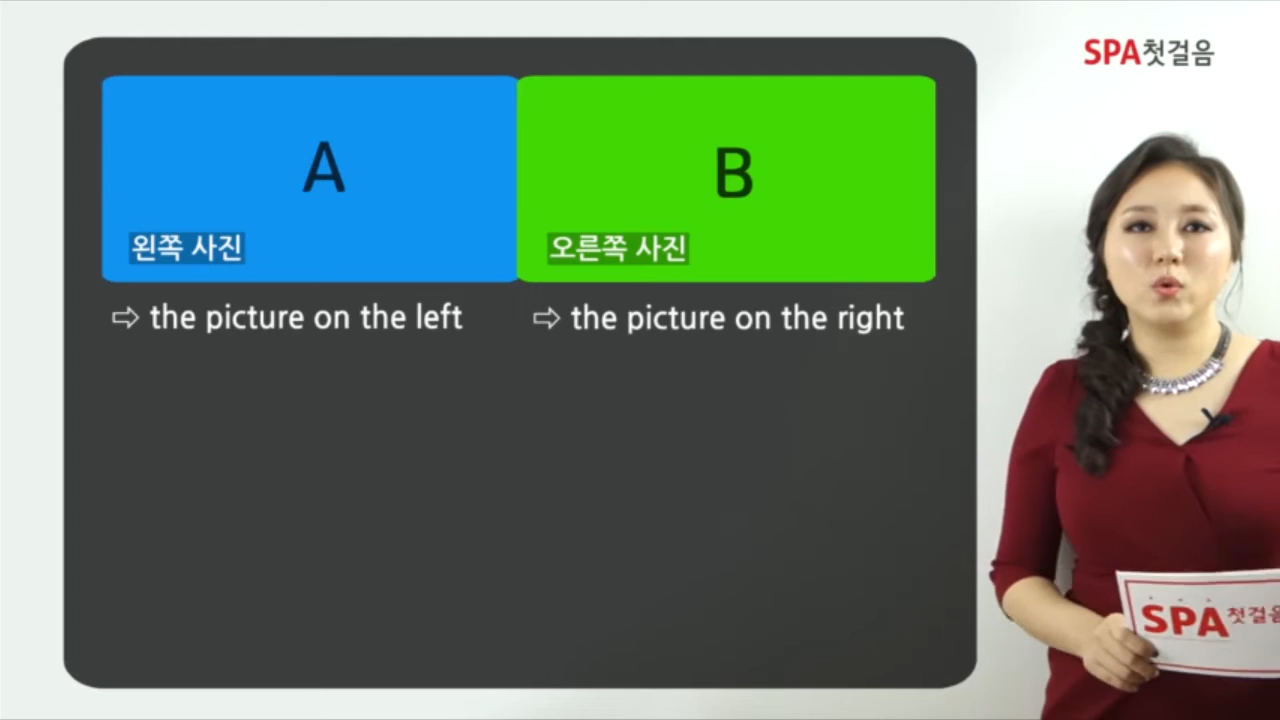 SPA첫걸음
A
B
왼쪽 사진
오른쪽 사진
⇨ the picture on the left
⇨ the picture on the right
SPA첫걸음